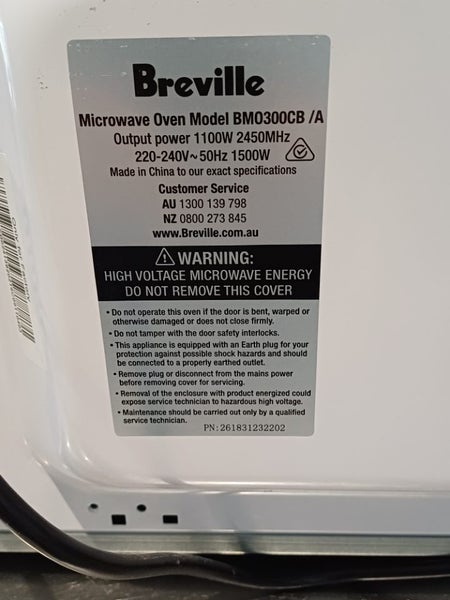 Breville
Microwave Oven Model BMO300CB /A
Output power 1100W 2450MHz
220-240V~50Hz 1500W
Made in China to our exact specifications
Customer Service
AU 1300 139 798
NZ 0800 273 845
www.Breville.com.au
WARNING:
HIGH VOLTAGE MICROWAVE ENERGY
DO NOT REMOVE THIS COVER
• Do not operate this oven if the door is bent, warped or
otherwise damaged or does not close firmly.
• Do not tamper with the door safety interlocks.
• This appliance is equipped with an Earth plug for your
protection against possible shock hazards and should
be connected to a properly earthed outlet.
• Remove plug or disconnect from the mains power
before removing cover for servicing.
• Removal of the enclosure with product energized could
expose service technician to hazardous high voltage.
• Maintenance should be carried out only by a qualified
service technician.
PN:261831232202